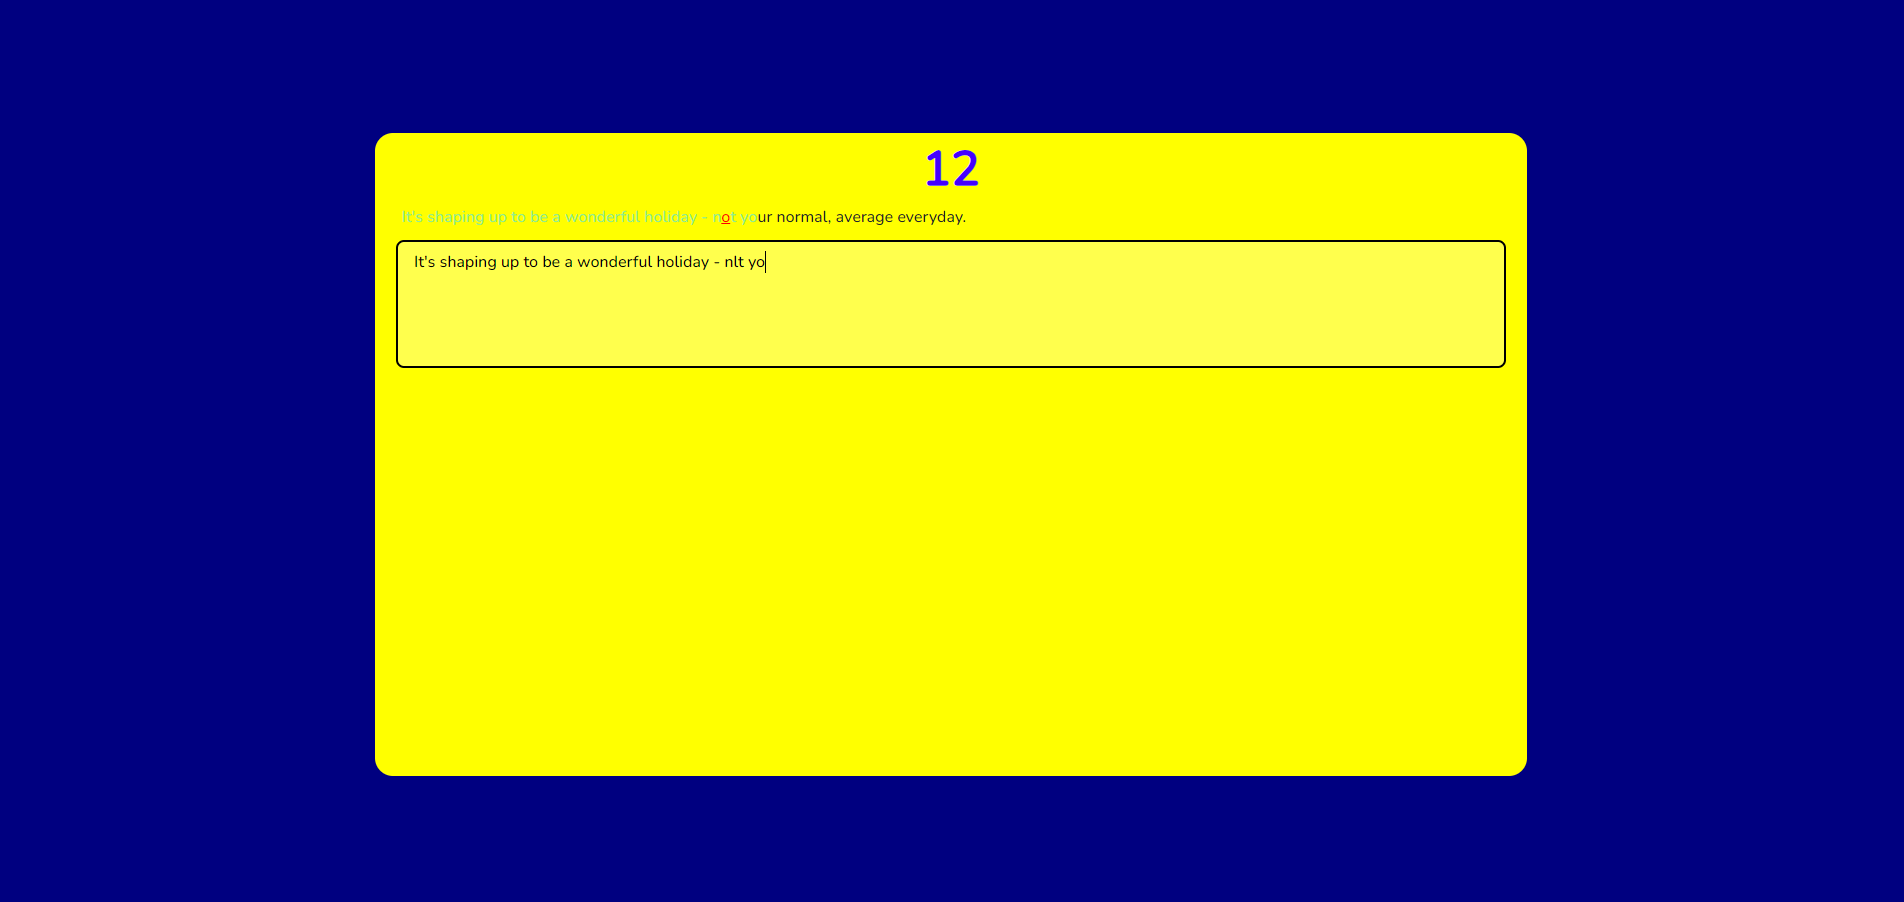 12
It's shaping up to be a wonderful holiday - not your normal, average everyday.
It's shaping up to be a wonderful holiday - nlt yo